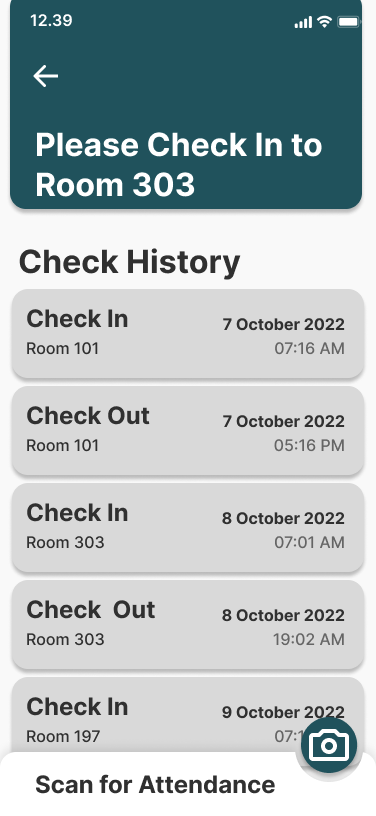 12.39
Please Check In to
Room 303
Check History
Check In
7 October 2022
Room 101
07:16 AM
Check Out
7 October 2022
Room 101
05:16 PM
Check In
8 October 2022
Room 303
07:01 AM
Check  Out
8 October 2022
Room 303
19:02 AM
Check In
9 October 2022
Room 197
Scan for Attendance